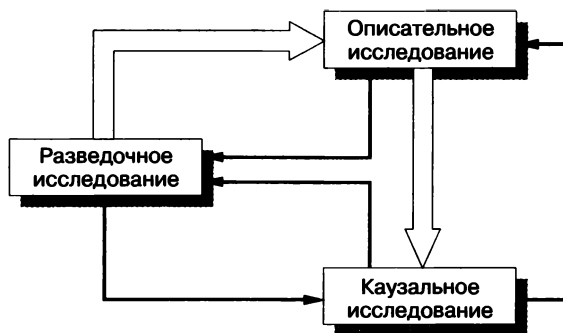 Описательное
исследование
Разведочное
исследование
Каузальное
исследование